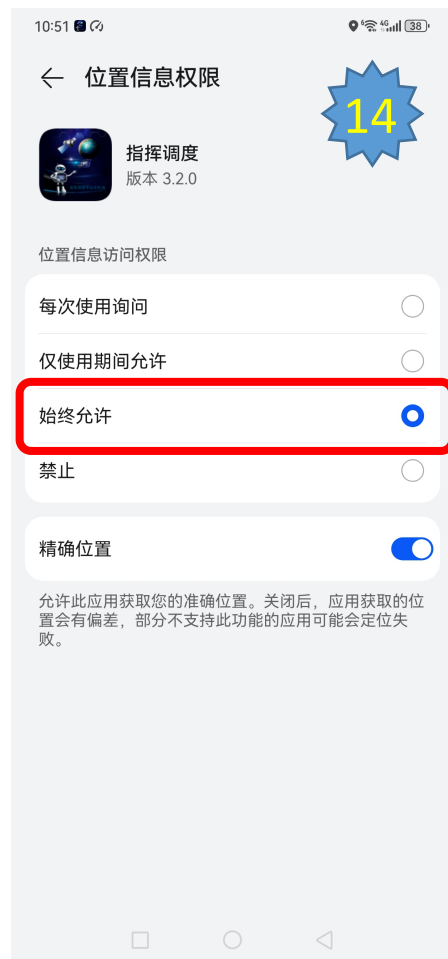 10:51
6 4G 38
位置信息权限
14
指挥调度
版本 3.2.0
位置信息访问权限
每次使用询问
仅使用期间允许
始终允许
禁止
精确位置
允许此应用获取您的准确位置。关闭后，应用获取的位
置会有偏差，部分不支持此功能的应用可能会定位失
败。